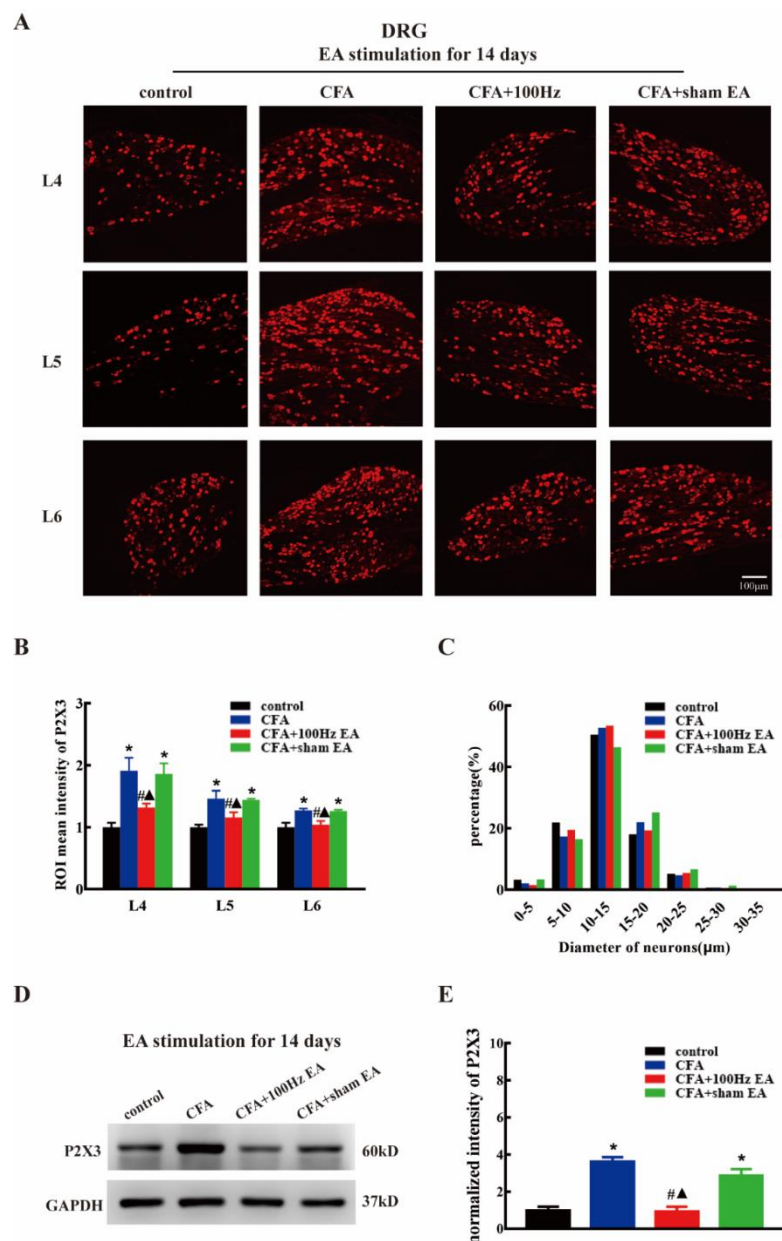 A
DRG
EA stimulation for 14 days
control CFA CFA+100Hz CFA+sham EA
L4
L5
L6
100μm
B
ROI mean intensity of P2X3
3
2
1
0
control
CFA
CFA+100Hz EA
CFA+sham EA
* * #▲ * * #▲ * * #▲
L4 L5 L6
C
percentage(%)
60
40
20
0
control
CFA
CFA+100Hz EA
CFA+sham EA
0-5 5-10 10-15 15-20 20-25 25-30 30-35
Diameter of neurons(μm)
D
EA stimulation for 14 days
control CFA CFA+100Hz EA CFA+sham EA
P2X3 60kD
GAPDH 37kD
E
normalized intensity of P2X3
10
8
6
4
2
0
control
CFA
CFA+100Hz EA
CFA+sham EA
* #▲ *